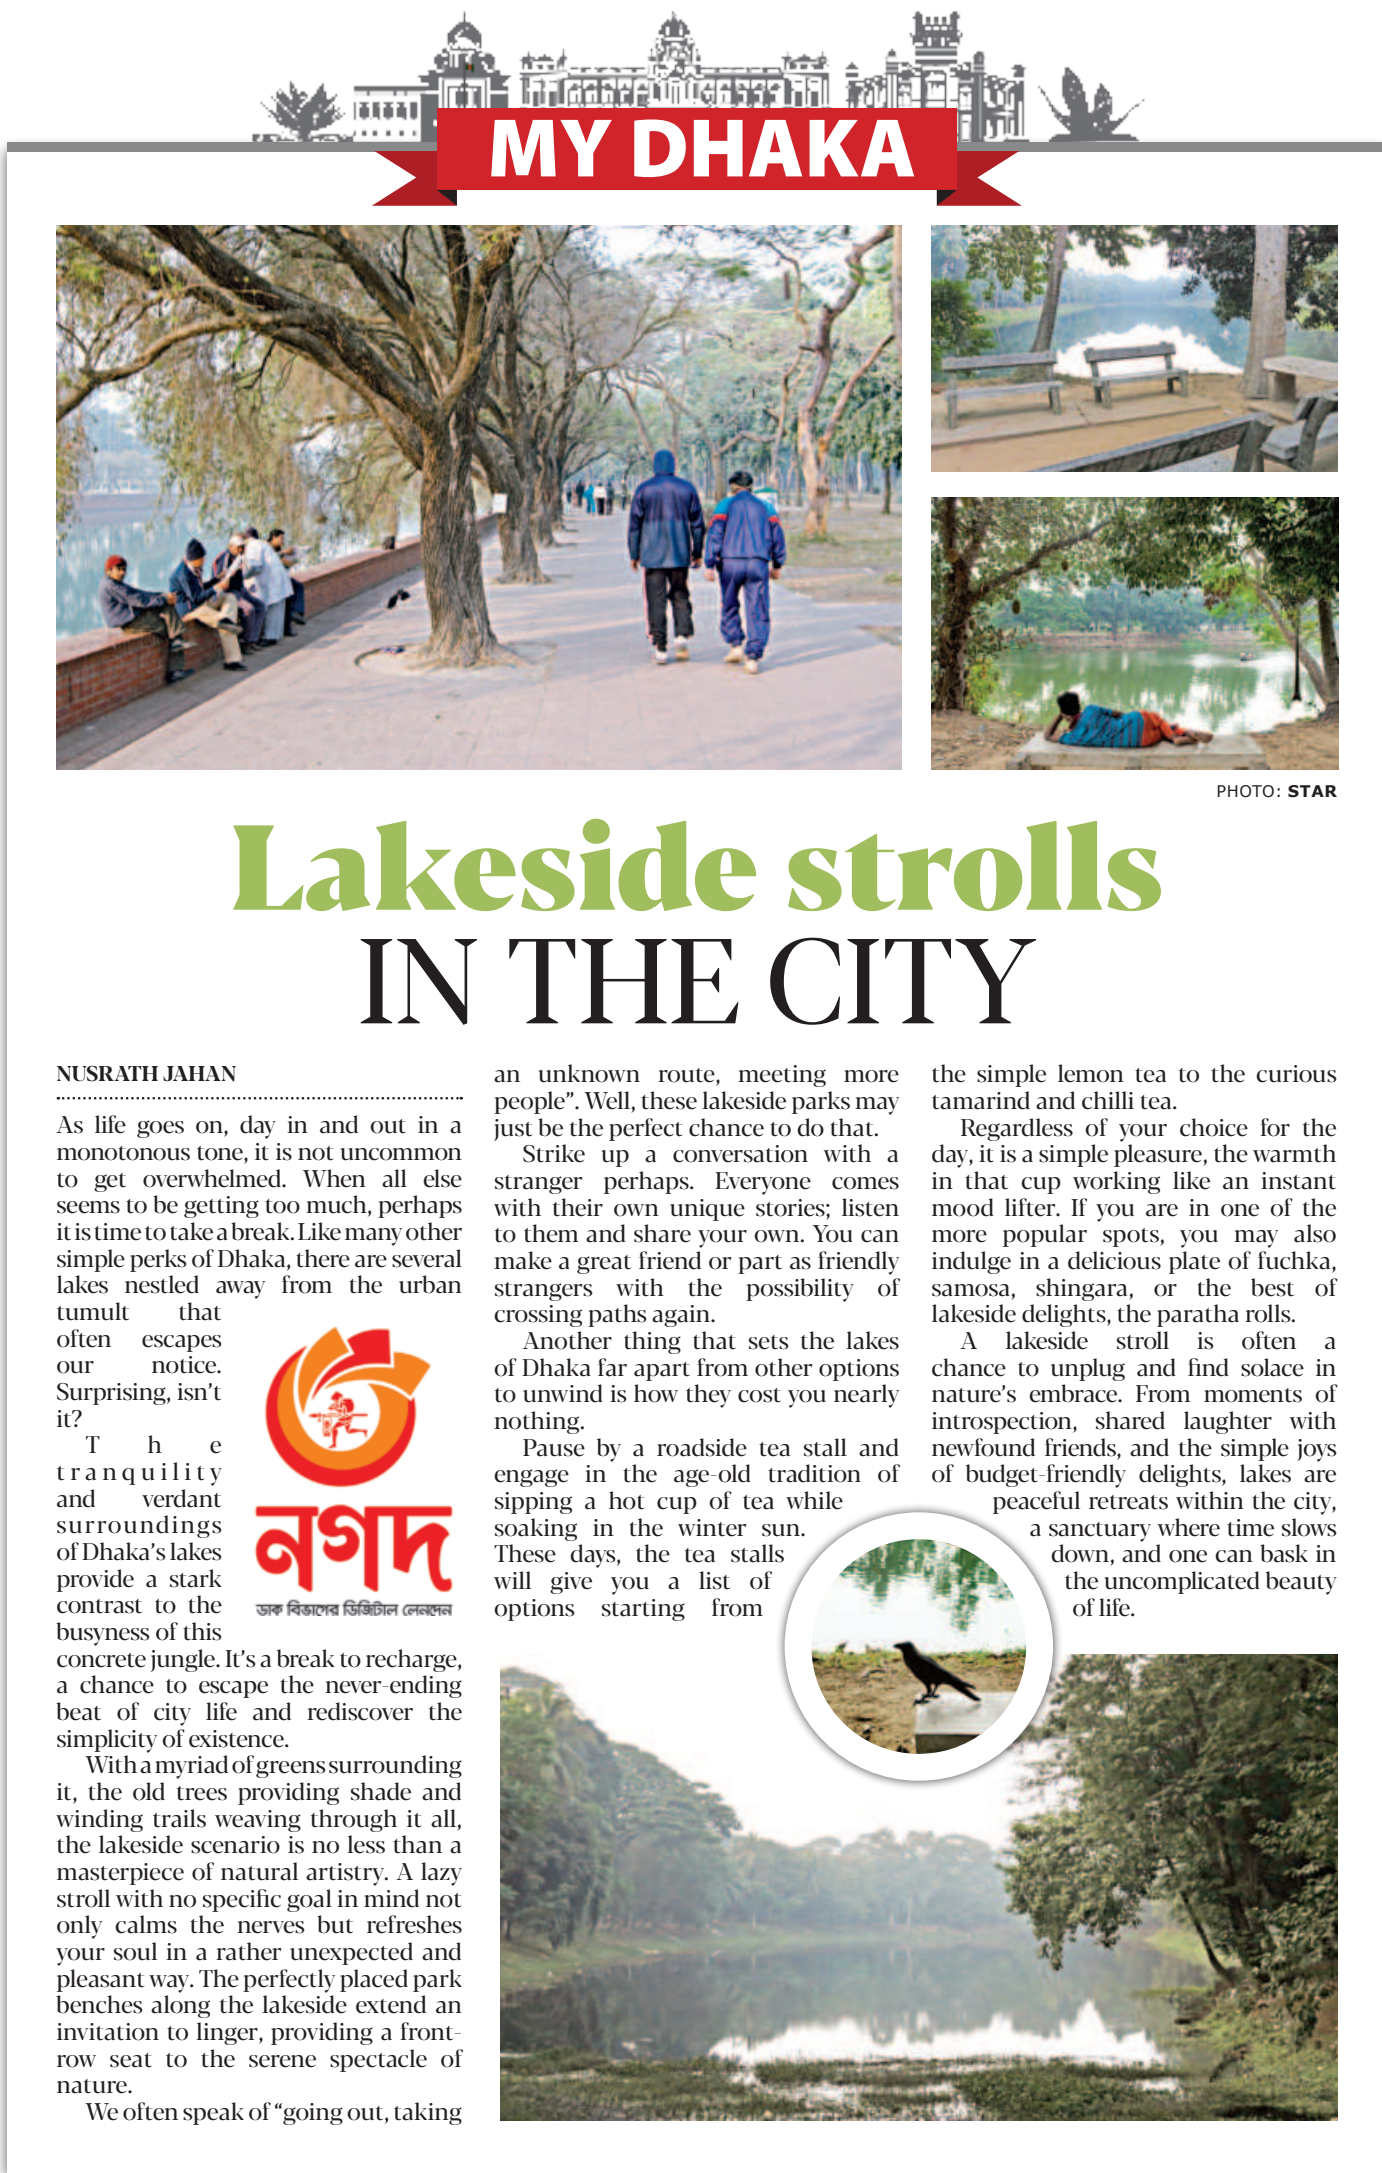 MY DHAKA
PHOTO: STAR
Lakeside strolls
IN THE CITY
NUSRATH JAHAN
As life goes on, day in and out in a
monotonous tone, it is not uncommon
to get overwhelmed. When all else
seems to be getting too much, perhaps
it is time to take a break. Like many other
simple perks of Dhaka, there are several
lakes nestled away from the urban
tumult that
often escapes
our notice.
Surprising, isn't
it?
The
tranquility
and verdant
surroundings
of Dhaka's lakes
provide a stark
contrast to the
busyness of this
concrete jungle. It's a break to recharge,
a chance to escape the never-ending
beat of city life and rediscover the
simplicity of existence.
With a myriad of greens surrounding
it, the old trees providing shade and
winding trails weaving through it all,
the lakeside scenario is no less than a
masterpiece of natural artistry. A lazy
stroll with no specific goal in mind not
only calms the nerves but refreshes
your soul in a rather unexpected and
pleasant way. The perfectly placed park
benches along the lakeside extend an
invitation to linger, providing a front-
row seat to the serene spectacle of
nature.
We often speak of “going out, taking
নগদ
ডাক বিভাগের ডিজিটাল লেনদেন
an unknown route, meeting more
people”. Well, these lakeside parks may
just be the perfect chance to do that.
Strike up a conversation with a
stranger perhaps. Everyone comes
with their own unique stories; listen
to them and share your own. You can
make a great friend or part as friendly
strangers with the possibility of
crossing paths again.
Another thing that sets the lakes
of Dhaka far apart from other options
to unwind is how they cost you nearly
nothing.
Pause by a roadside tea stall and
engage in the age-old tradition of
sipping a hot cup of tea while
soaking in the winter sun.
These days, the tea stalls
will give you a list of
options starting from
the simple lemon tea to the curious
tamarind and chilli tea.
Regardless of your choice for the
day, it is a simple pleasure, the warmth
in that cup working like an instant
mood lifter. If you are in one of the
more popular spots, you may also
indulge in a delicious plate of fuchka,
samosa, shingara, or the best of
lakeside delights, the paratha rolls.
A lakeside stroll is often a
chance to unplug and find solace in
nature's embrace. From moments of
introspection, shared laughter with
newfound friends, and the simple joys
of budget-friendly delights, lakes are
peaceful retreats within the city,
a sanctuary where time slows
down, and one can bask in
the uncomplicated beauty
of life.